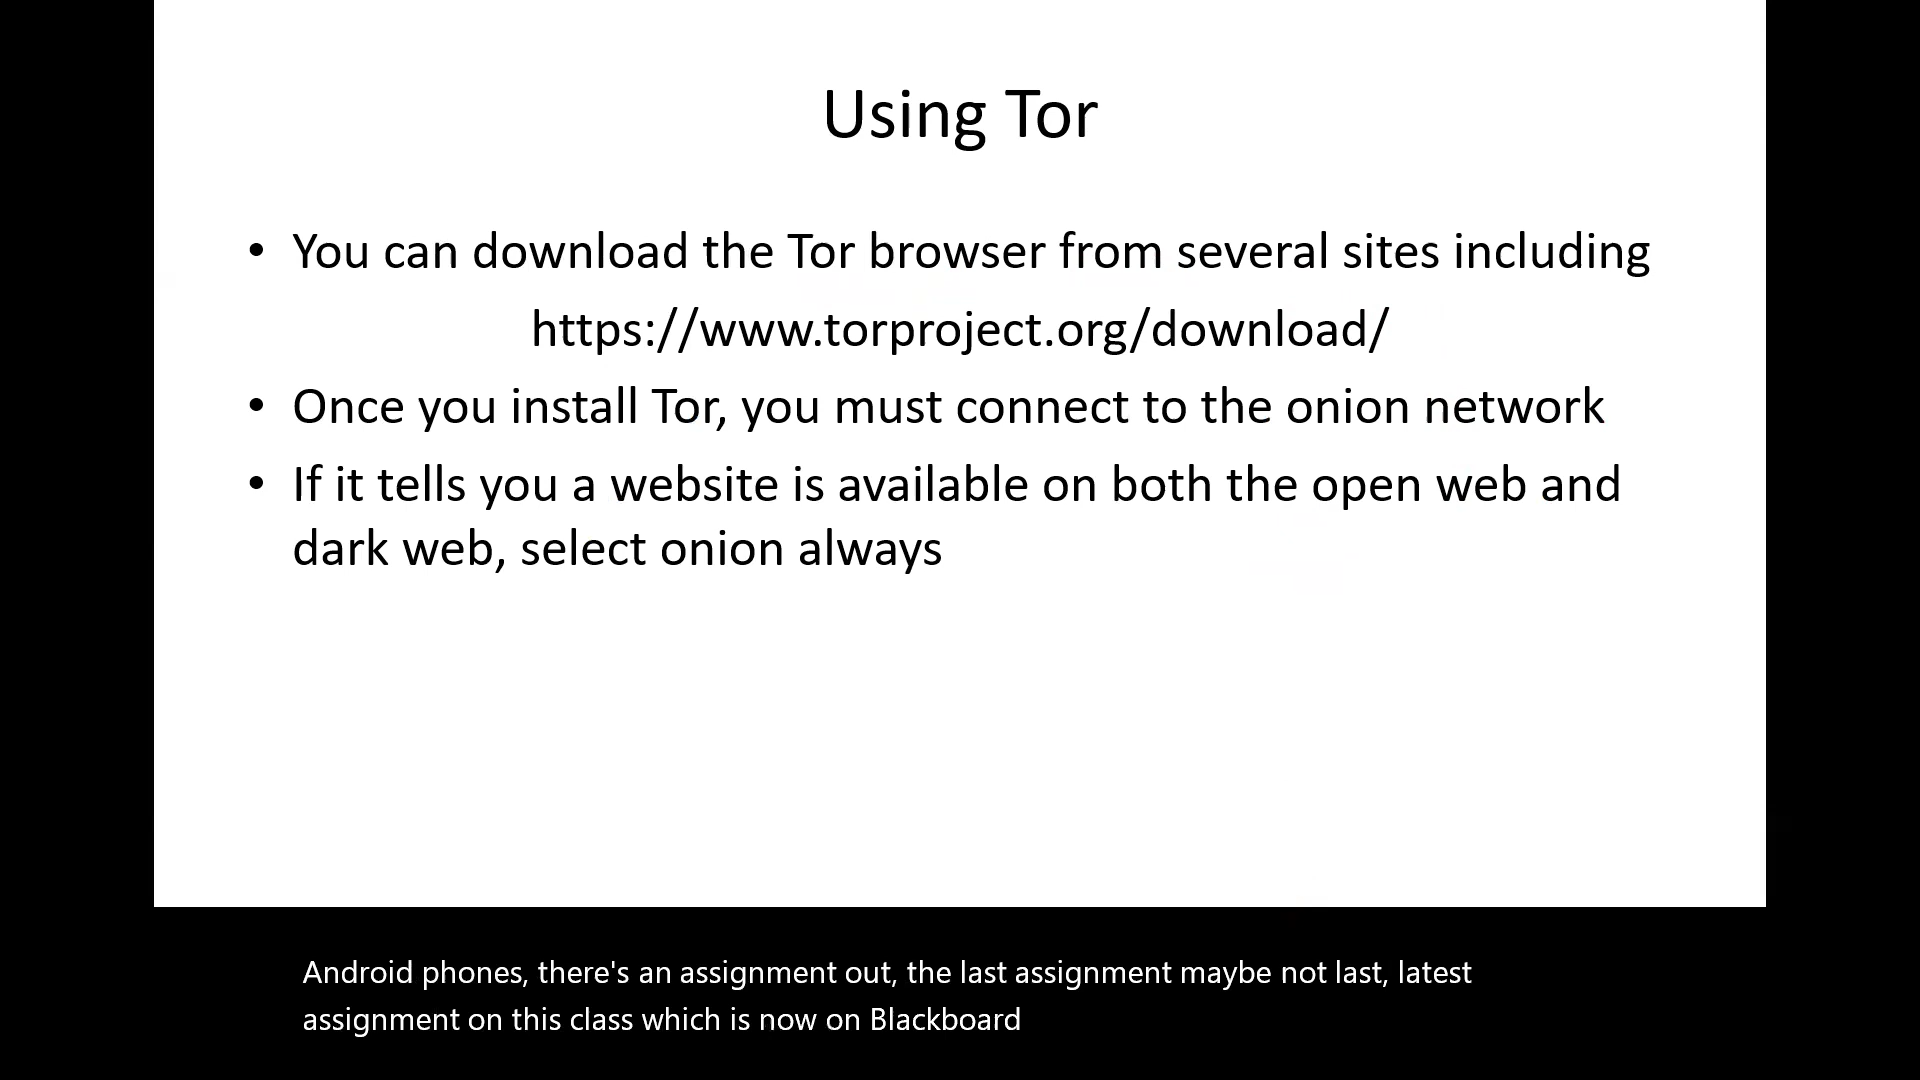 Using Tor
• You can download the Tor browser from several sites including
https://www.torproject.org/download/
• Once you install Tor, you must connect to the onion network
• If it tells you a website is available on both the open web and
dark web, select onion always
Android phones, there's an assignment out, the last assignment maybe not last, latest
assignment on this class which is now on Blackboard